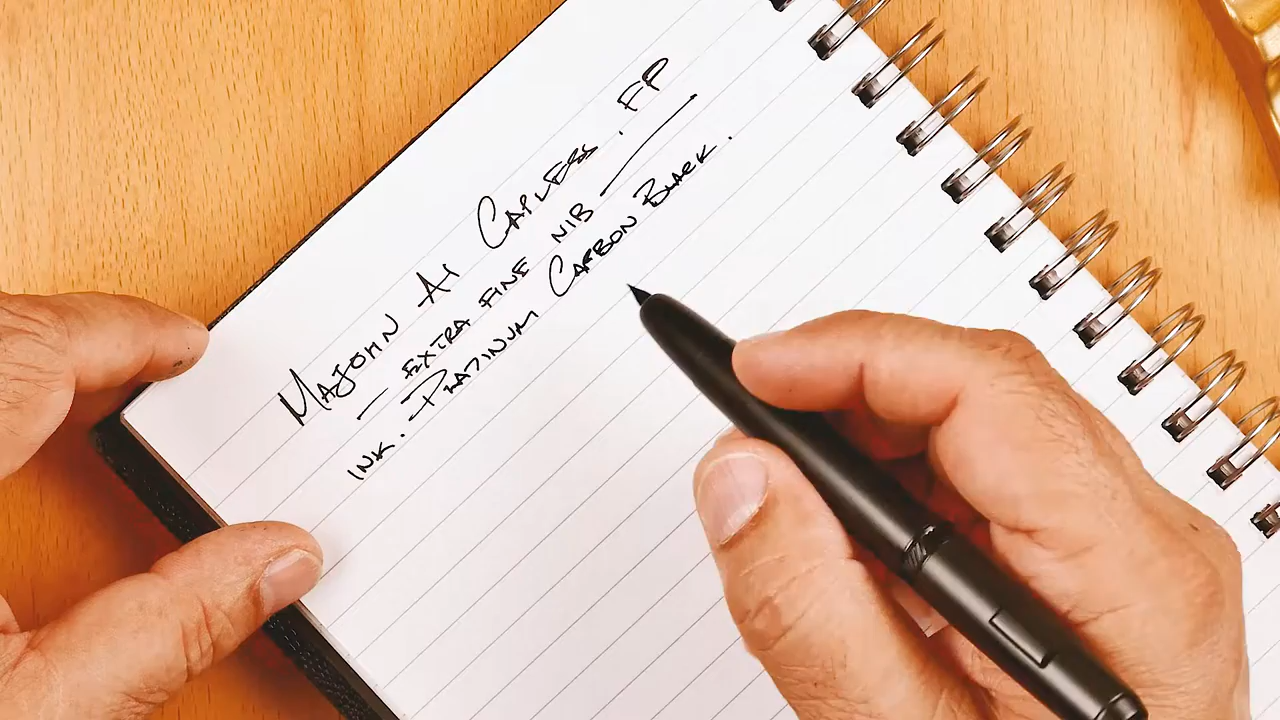 MAJOHN A1 CAPLESS. FP
— EXTRA FINE NIB —
INK. PLATINUM CARBON BLACK.